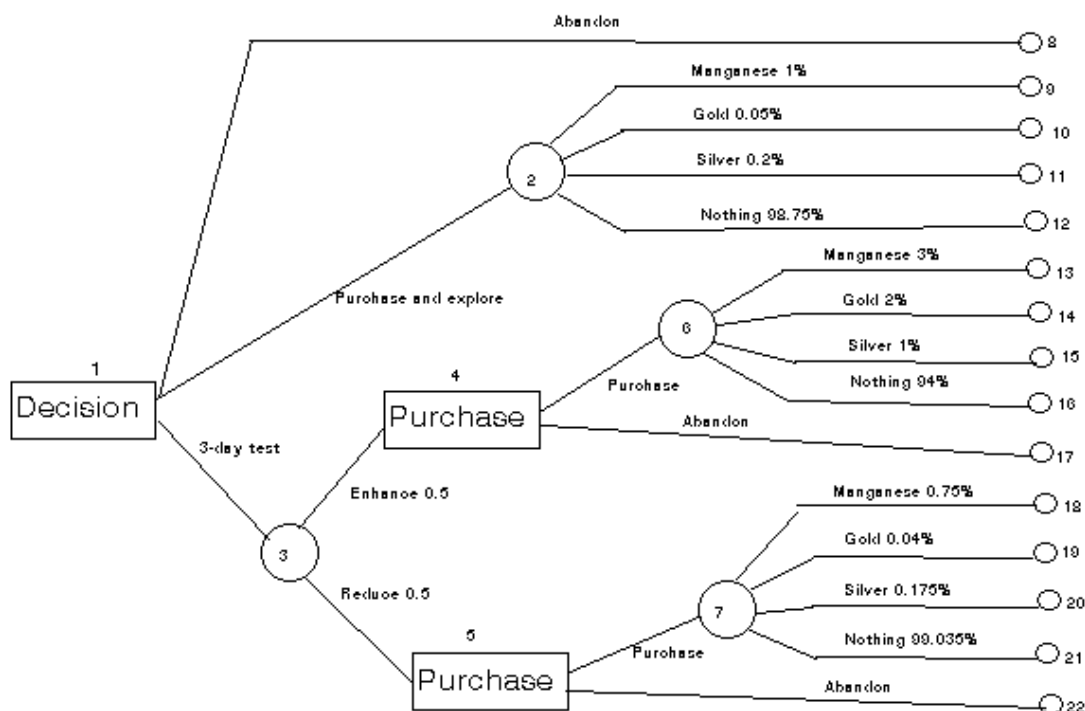 Abandon
8
Manganese 1%
9
Gold 0.05%
10
Silver 0.2%
11
2
Nothing 98.75%
12
Purchase and explore
Manganese 3%
13
Gold 2%
14
6
Silver 1%
15
Nothing 94%
16
Purchase
1
Decision
4
Purchase
Abandon
17
3-day test
Enhance 0.5
3
Reduce 0.5
Manganese 0.75%
18
Gold 0.04%
19
Silver 0.175%
20
7
Nothing 99.035%
21
Purchase
5
Purchase
Abandon
22